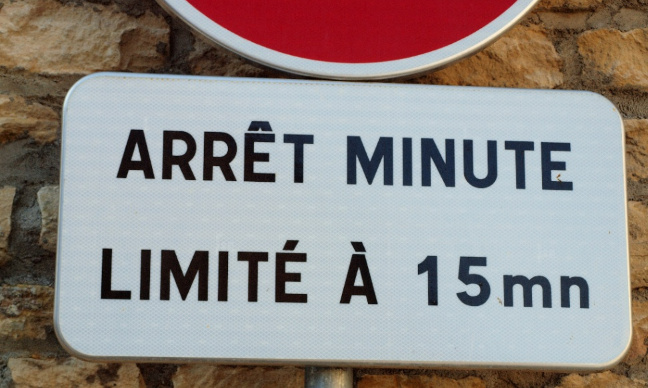 ARRÊT MINUTE
LIMITÉ À 15mn